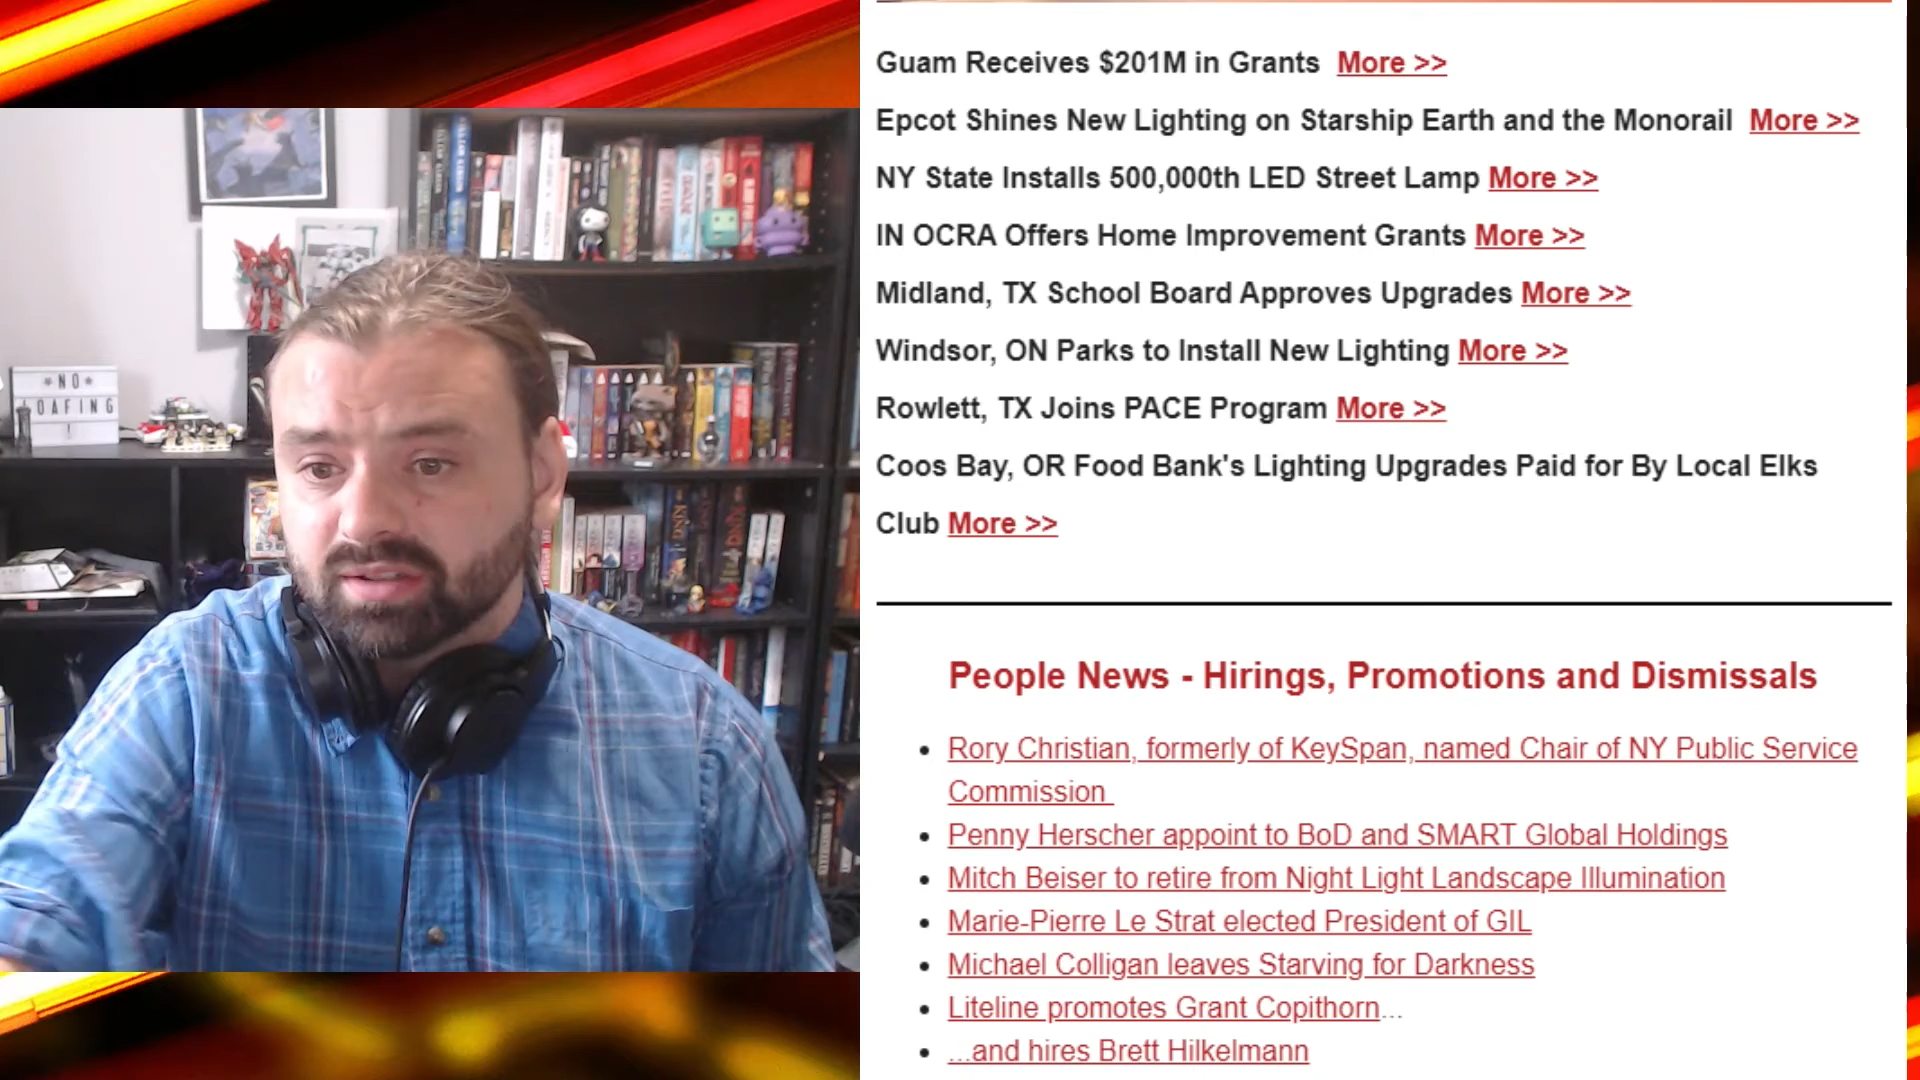 Guam Receives $201M in Grants More >>
Epcot Shines New Lighting on Starship Earth and the Monorail More >>
NY State Installs 500,000th LED Street Lamp More >>
IN OCRA Offers Home Improvement Grants More >>
Midland, TX School Board Approves Upgrades More >>
Windsor, ON Parks to Install New Lighting More >>
Rowlett, TX Joins PACE Program More >>
Coos Bay, OR Food Bank's Lighting Upgrades Paid for By Local Elks
Club More >>
People News - Hirings, Promotions and Dismissals
• Rory Christian, formerly of KeySpan, named Chair of NY Public Service
Commission
• Penny Herscher appoint to BoD and SMART Global Holdings
• Mitch Beiser to retire from Night Light Landscape Illumination
• Marie-Pierre Le Strat elected President of GIL
• Michael Colligan leaves Starving for Darkness
• Liteline promotes Grant Copithorn...
• ...and hires Brett Hilkelmann
*NO*
OAFING
!
KING